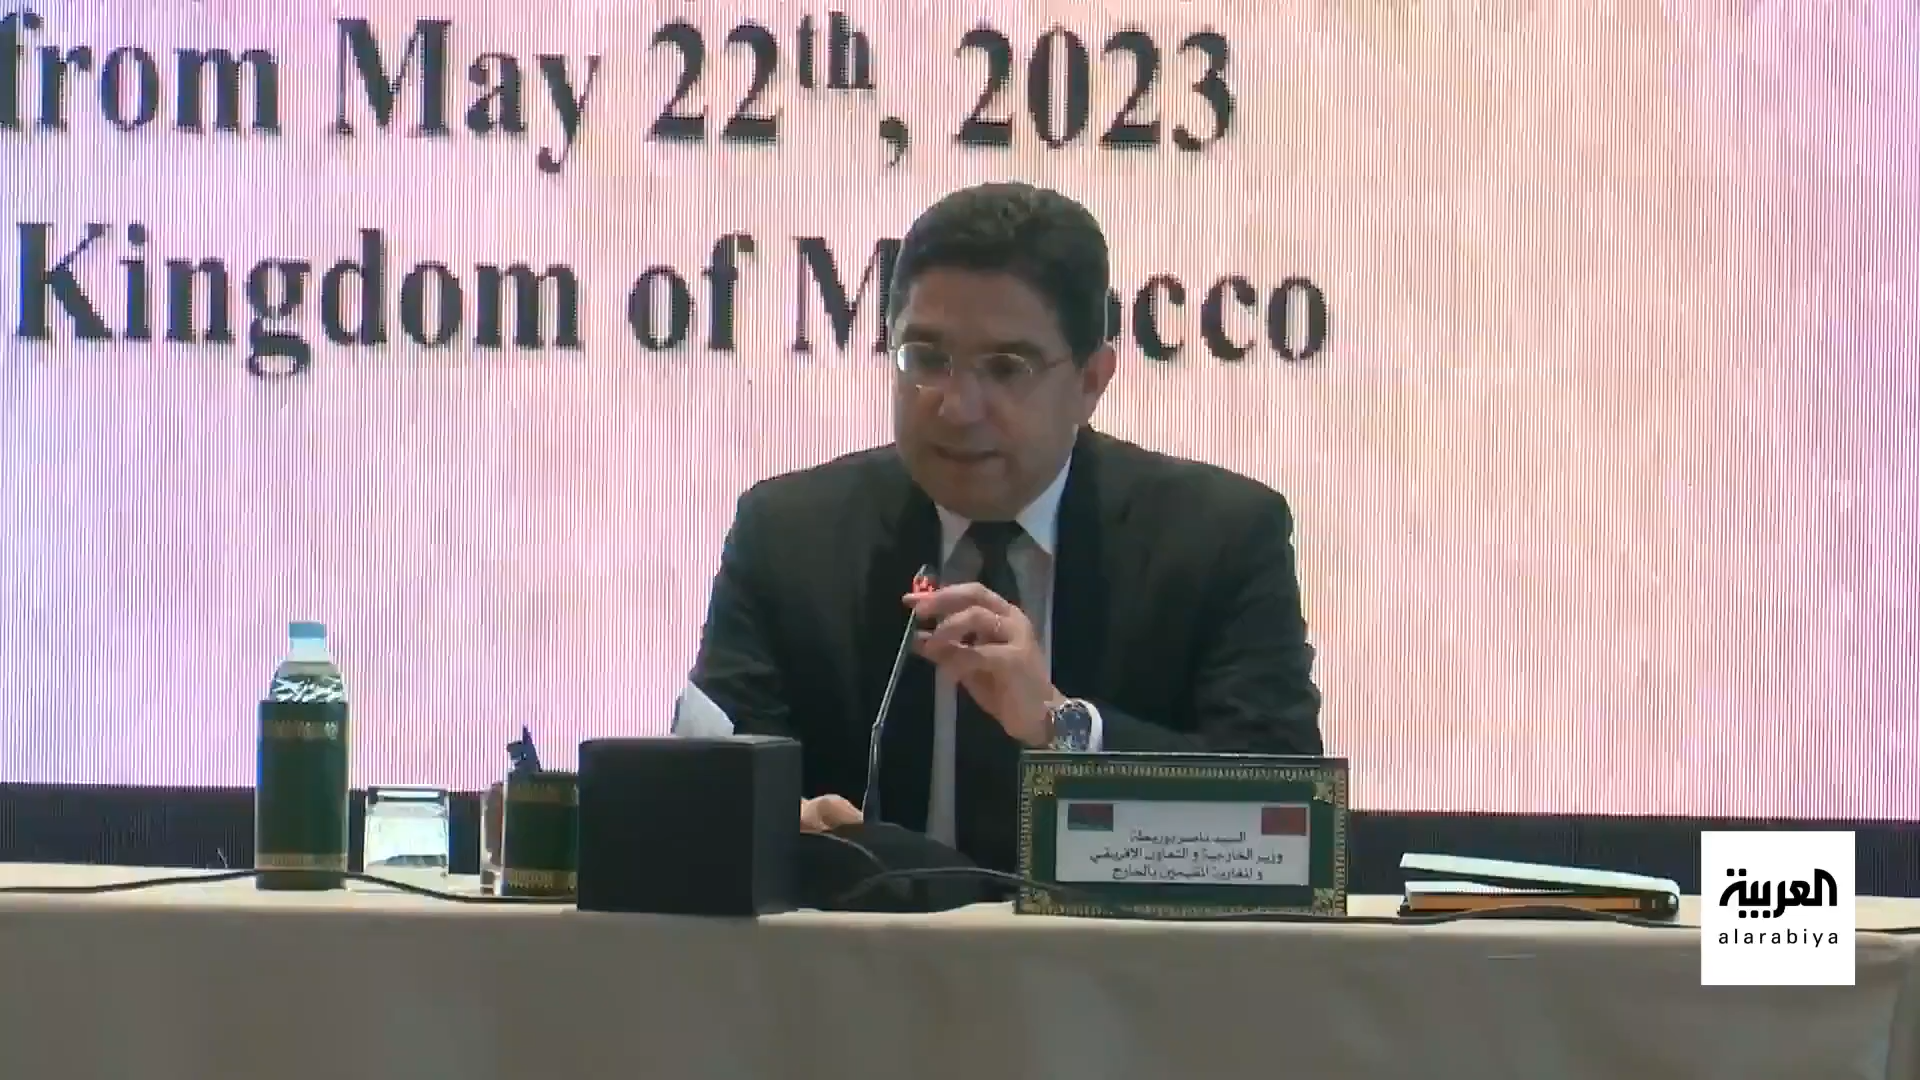 from May 22th, 2023
Kingdom of M occo
السيد ناصر بوريطة
وزير الخارجية و التعاون الافريقي
و المغاربة المقيمين بالخارج
العربية
alarabiya